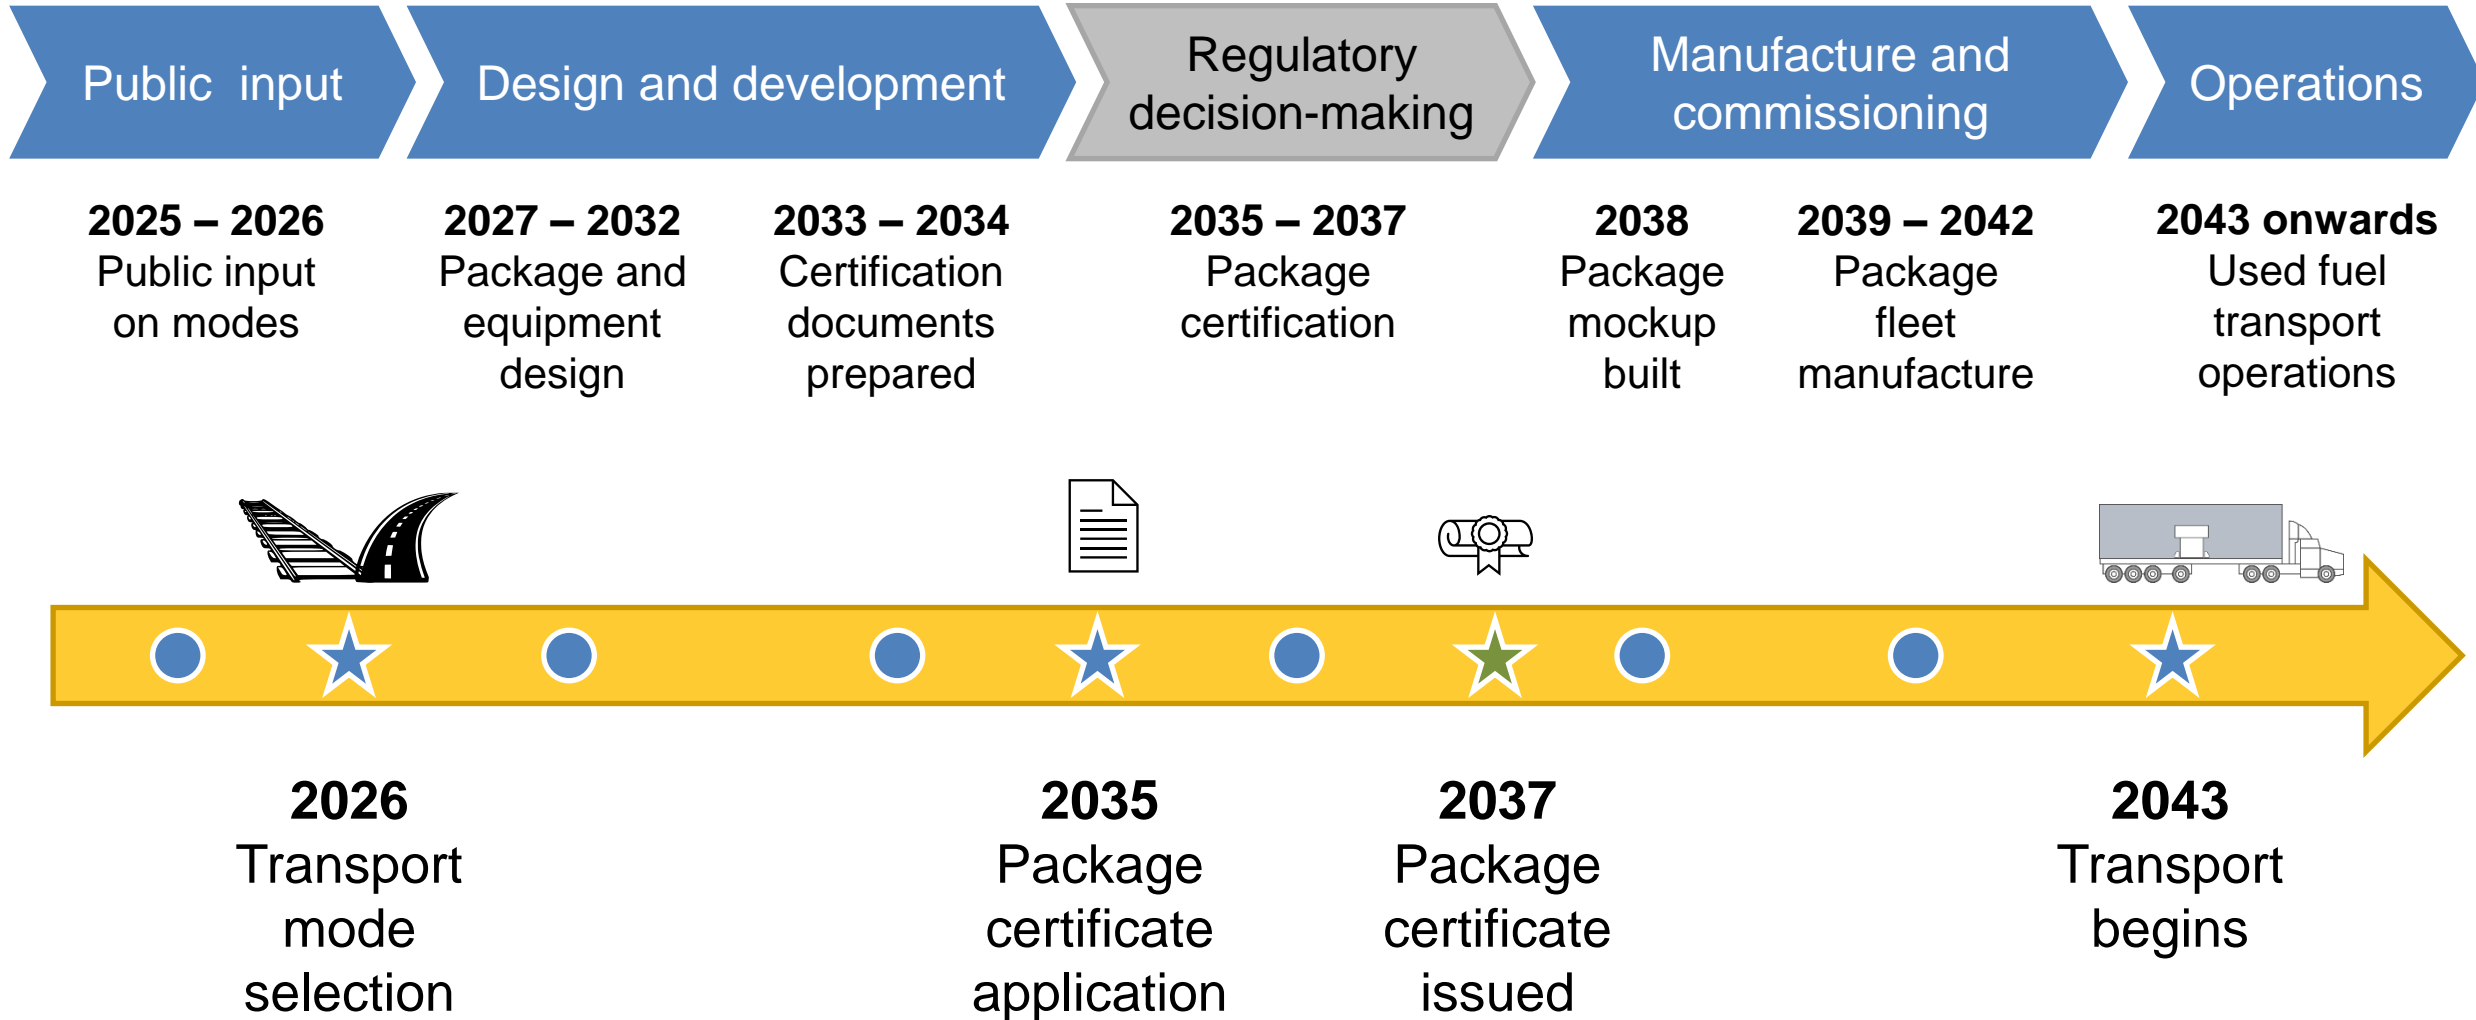 Public input
Design and development
Regulatory
decision-making
Manufacture and
commissioning
Operations
2025 – 2026
Public input
on modes
2027 – 2032
Package and
equipment
design
2033 – 2034
Certification
documents
prepared
2035 – 2037
Package
certification
2038
Package
mockup
built
2039 – 2042
Package
fleet
manufacture
2043 onwards
Used fuel
transport
operations
2026
Transport
mode
selection
2035
Package
certificate
application
2037
Package
certificate
issued
2043
Transport
begins